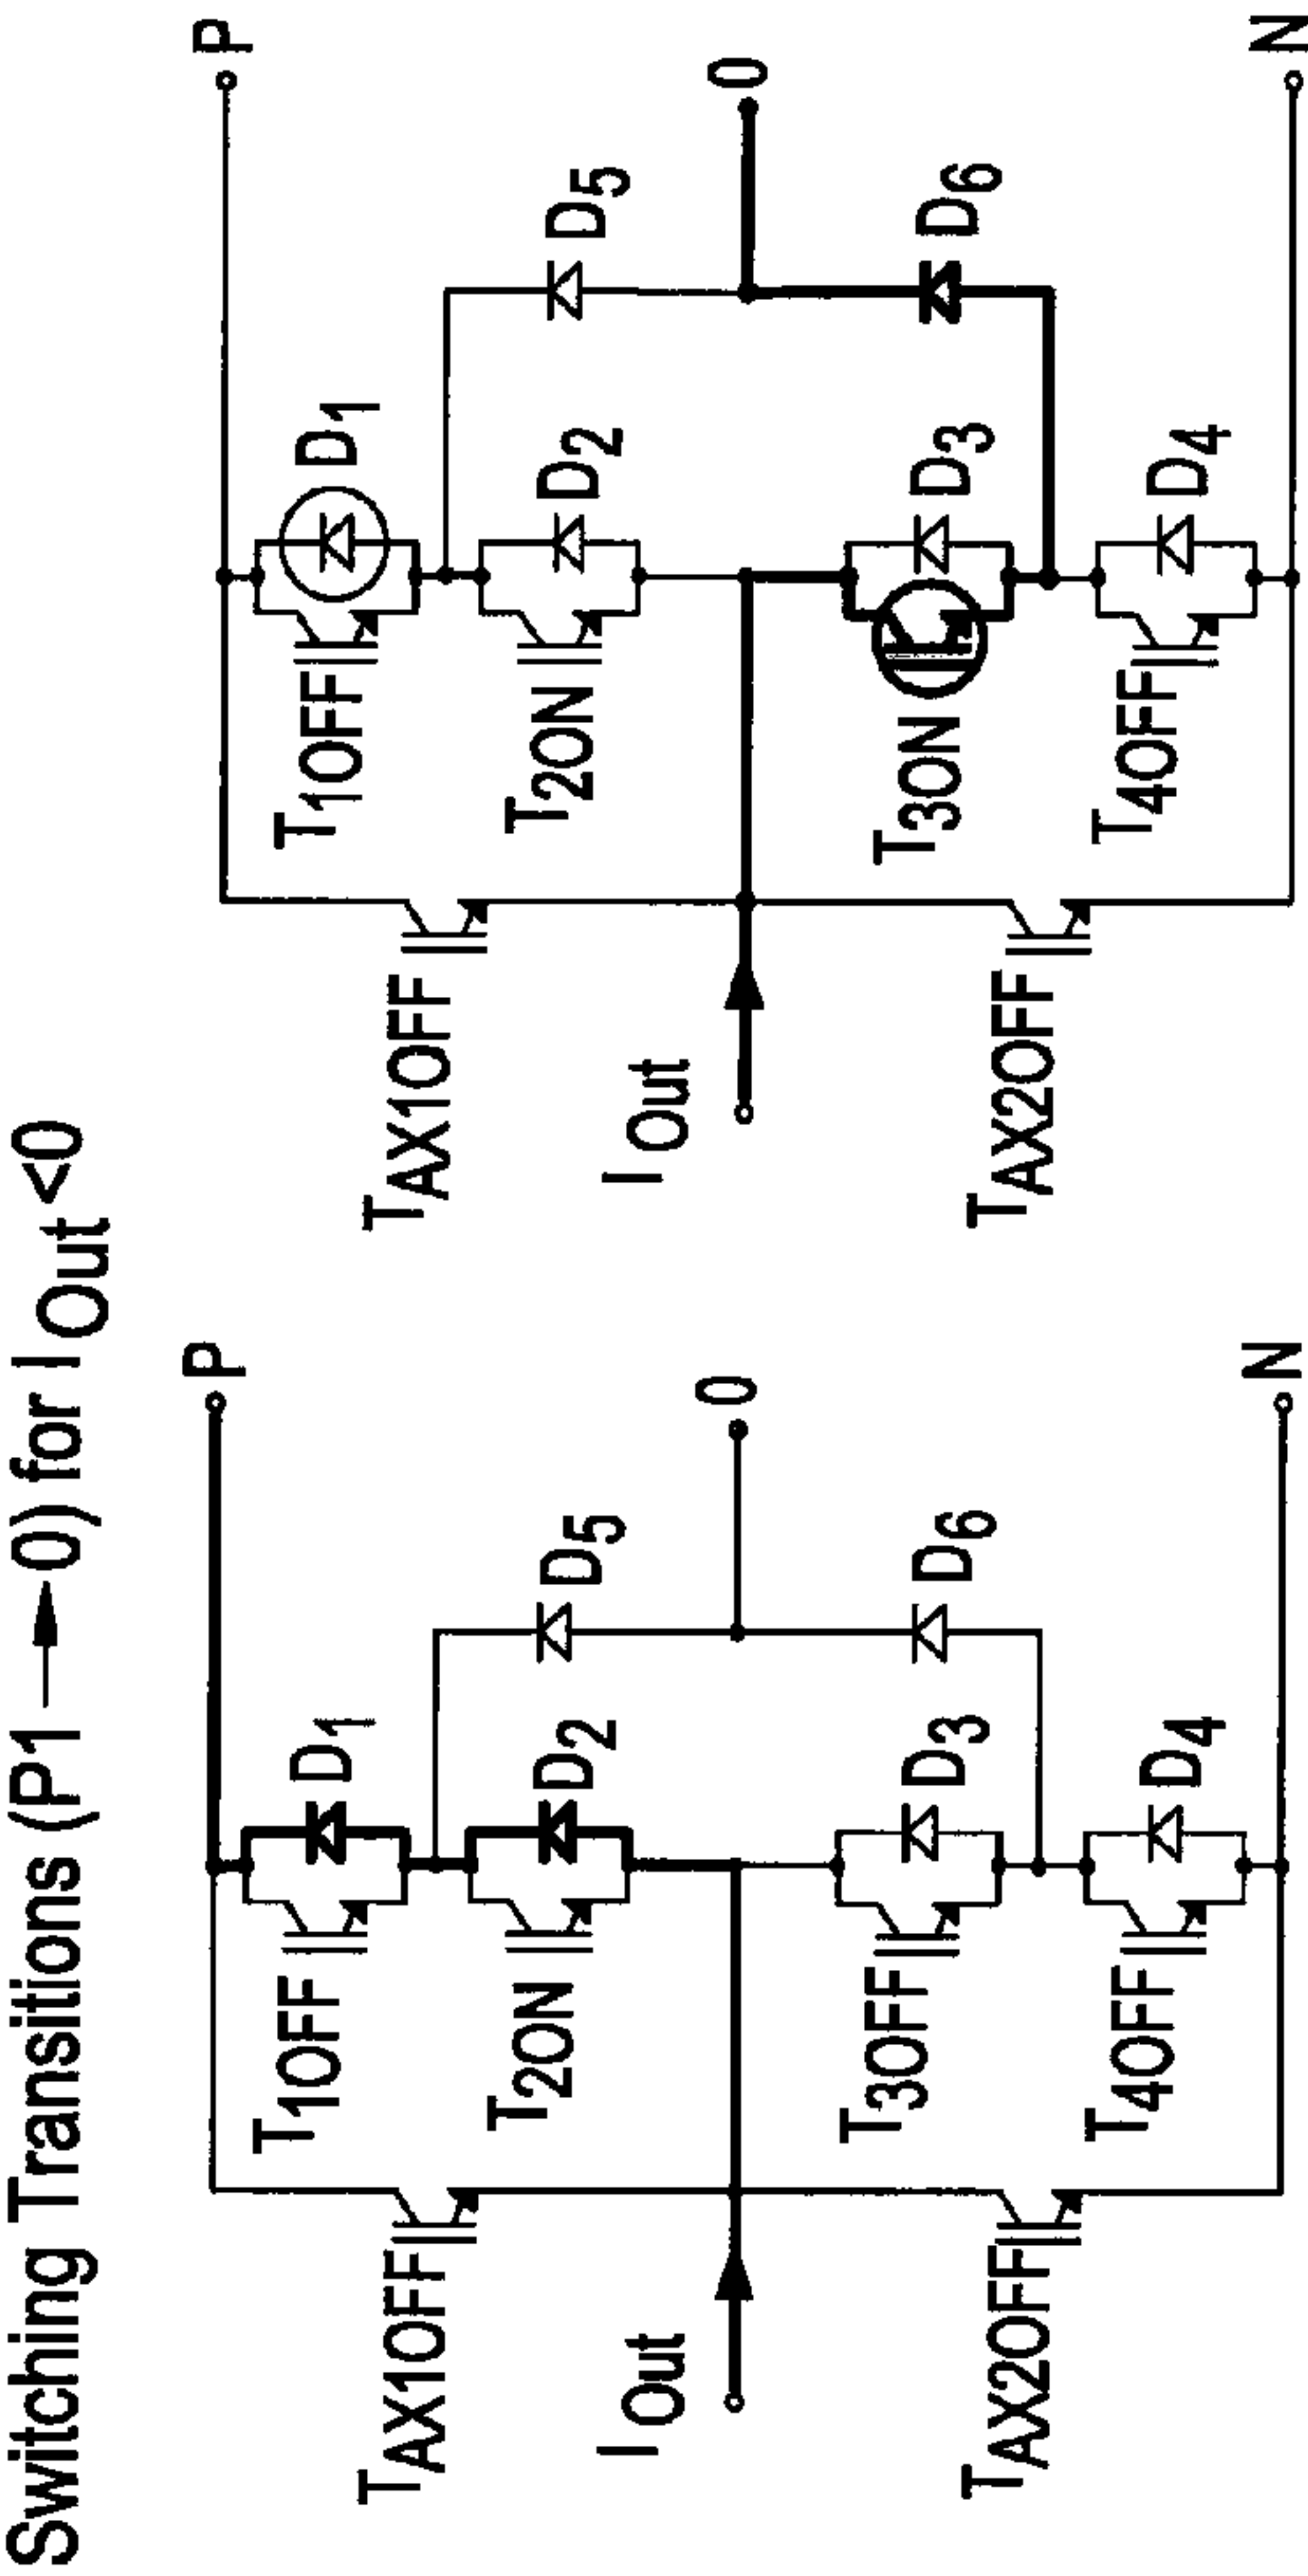 Switching Transitions (P1 → 0) for I Out <0
P
T1OFF
D1
TAX1OFF
T2ON
D2
D5
I Out
0
T3OFF
D3
D6
TAX2OFF
T4OFF
D4
N
P
T1OFF
D1
TAX1OFF
T2ON
D2
D5
I Out
0
T3ON
D3
D6
TAX2OFF
T4OFF
D4
N